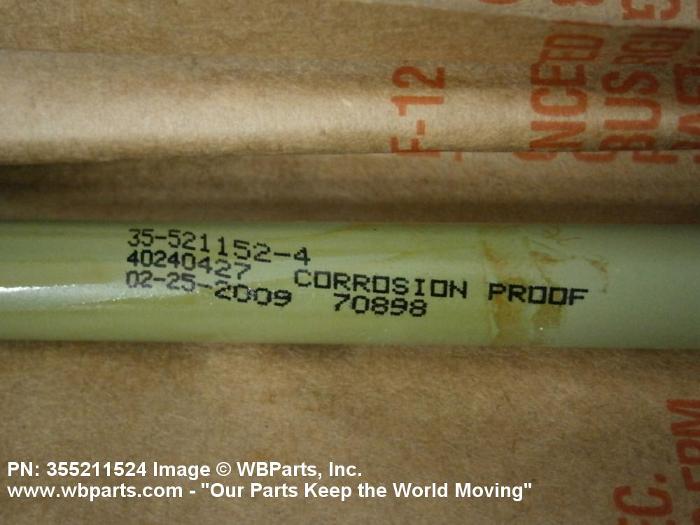 F-12
35-521152-4
40240427 CORROSION PROOF
02-25-2009 70898
PN: 355211524 Image © WBParts, Inc.
www.wbparts.com - "Our Parts Keep the World Moving"